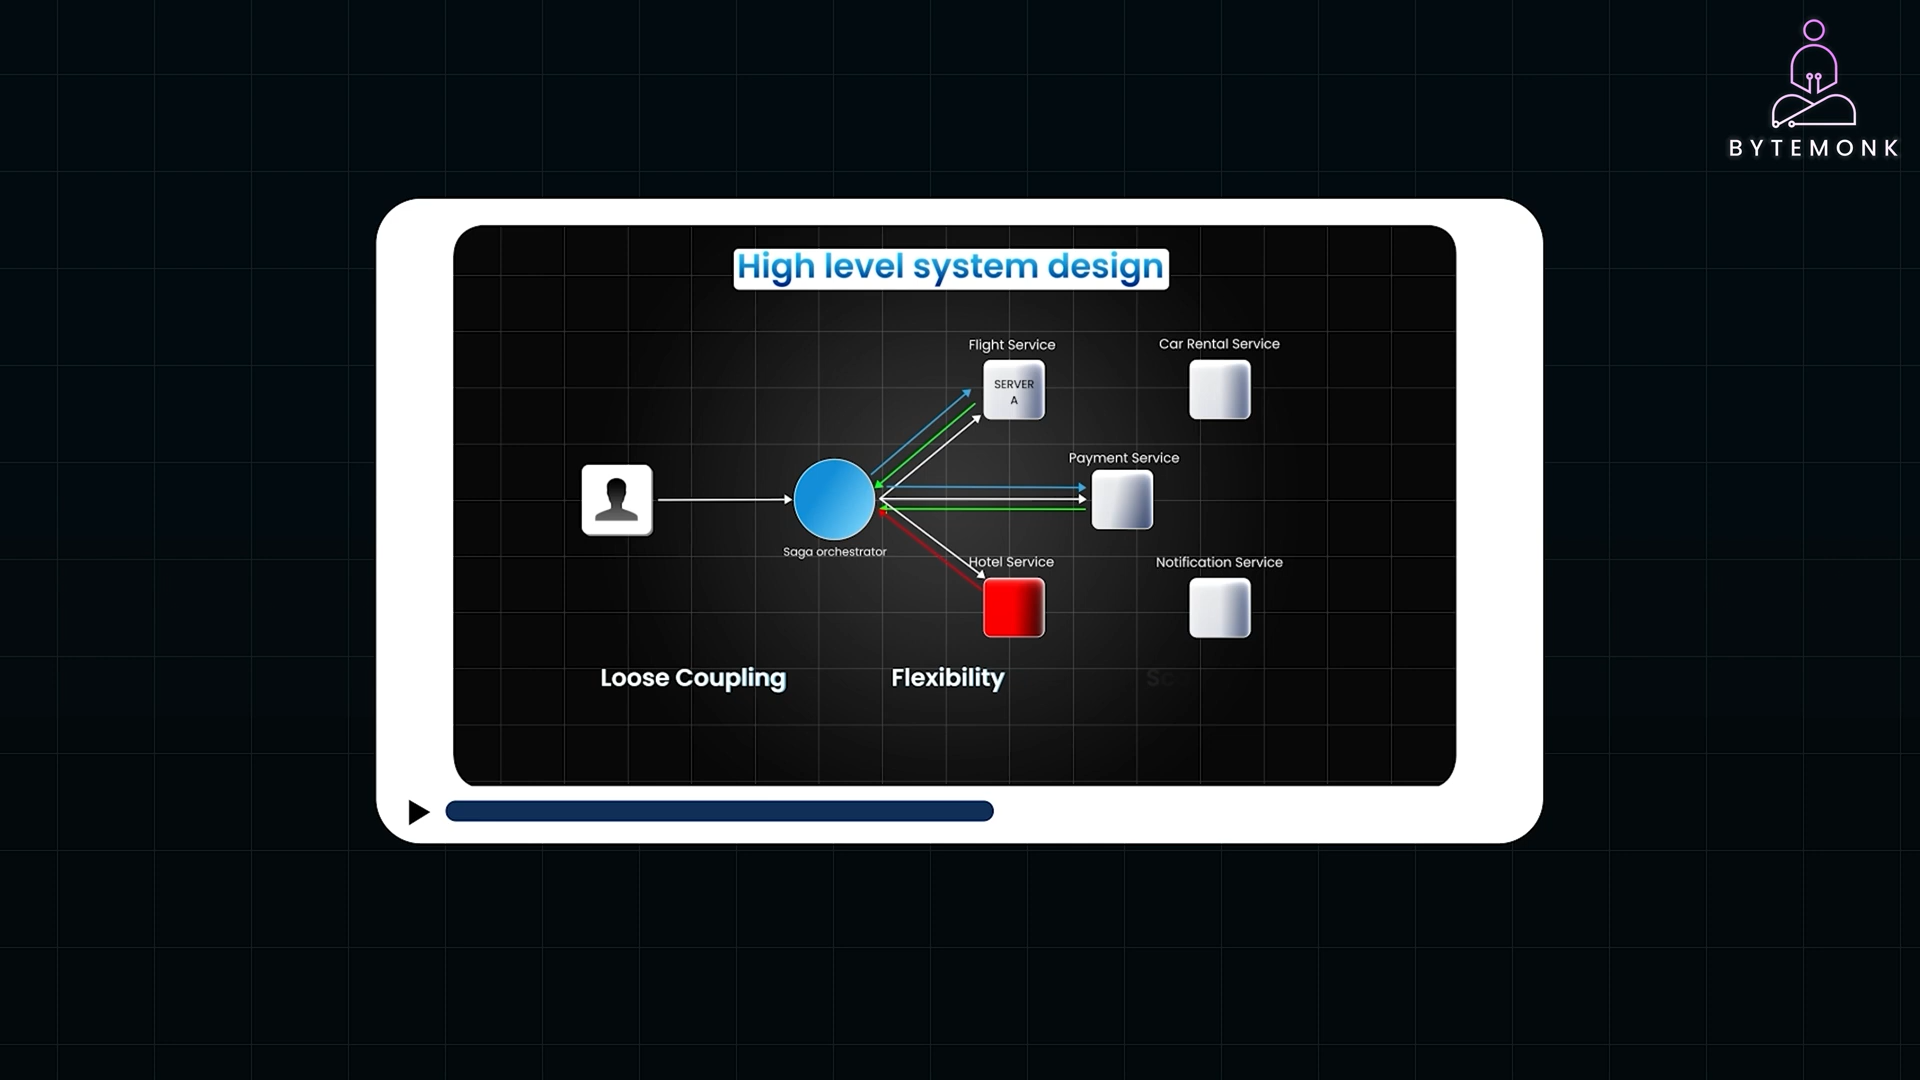 BYTEMONK
High level system design
Flight Service
Car Rental Service
SERVER
A
Payment Service
Saga orchestrator
Hotel Service
Notification Service
Loose Coupling
Flexibility